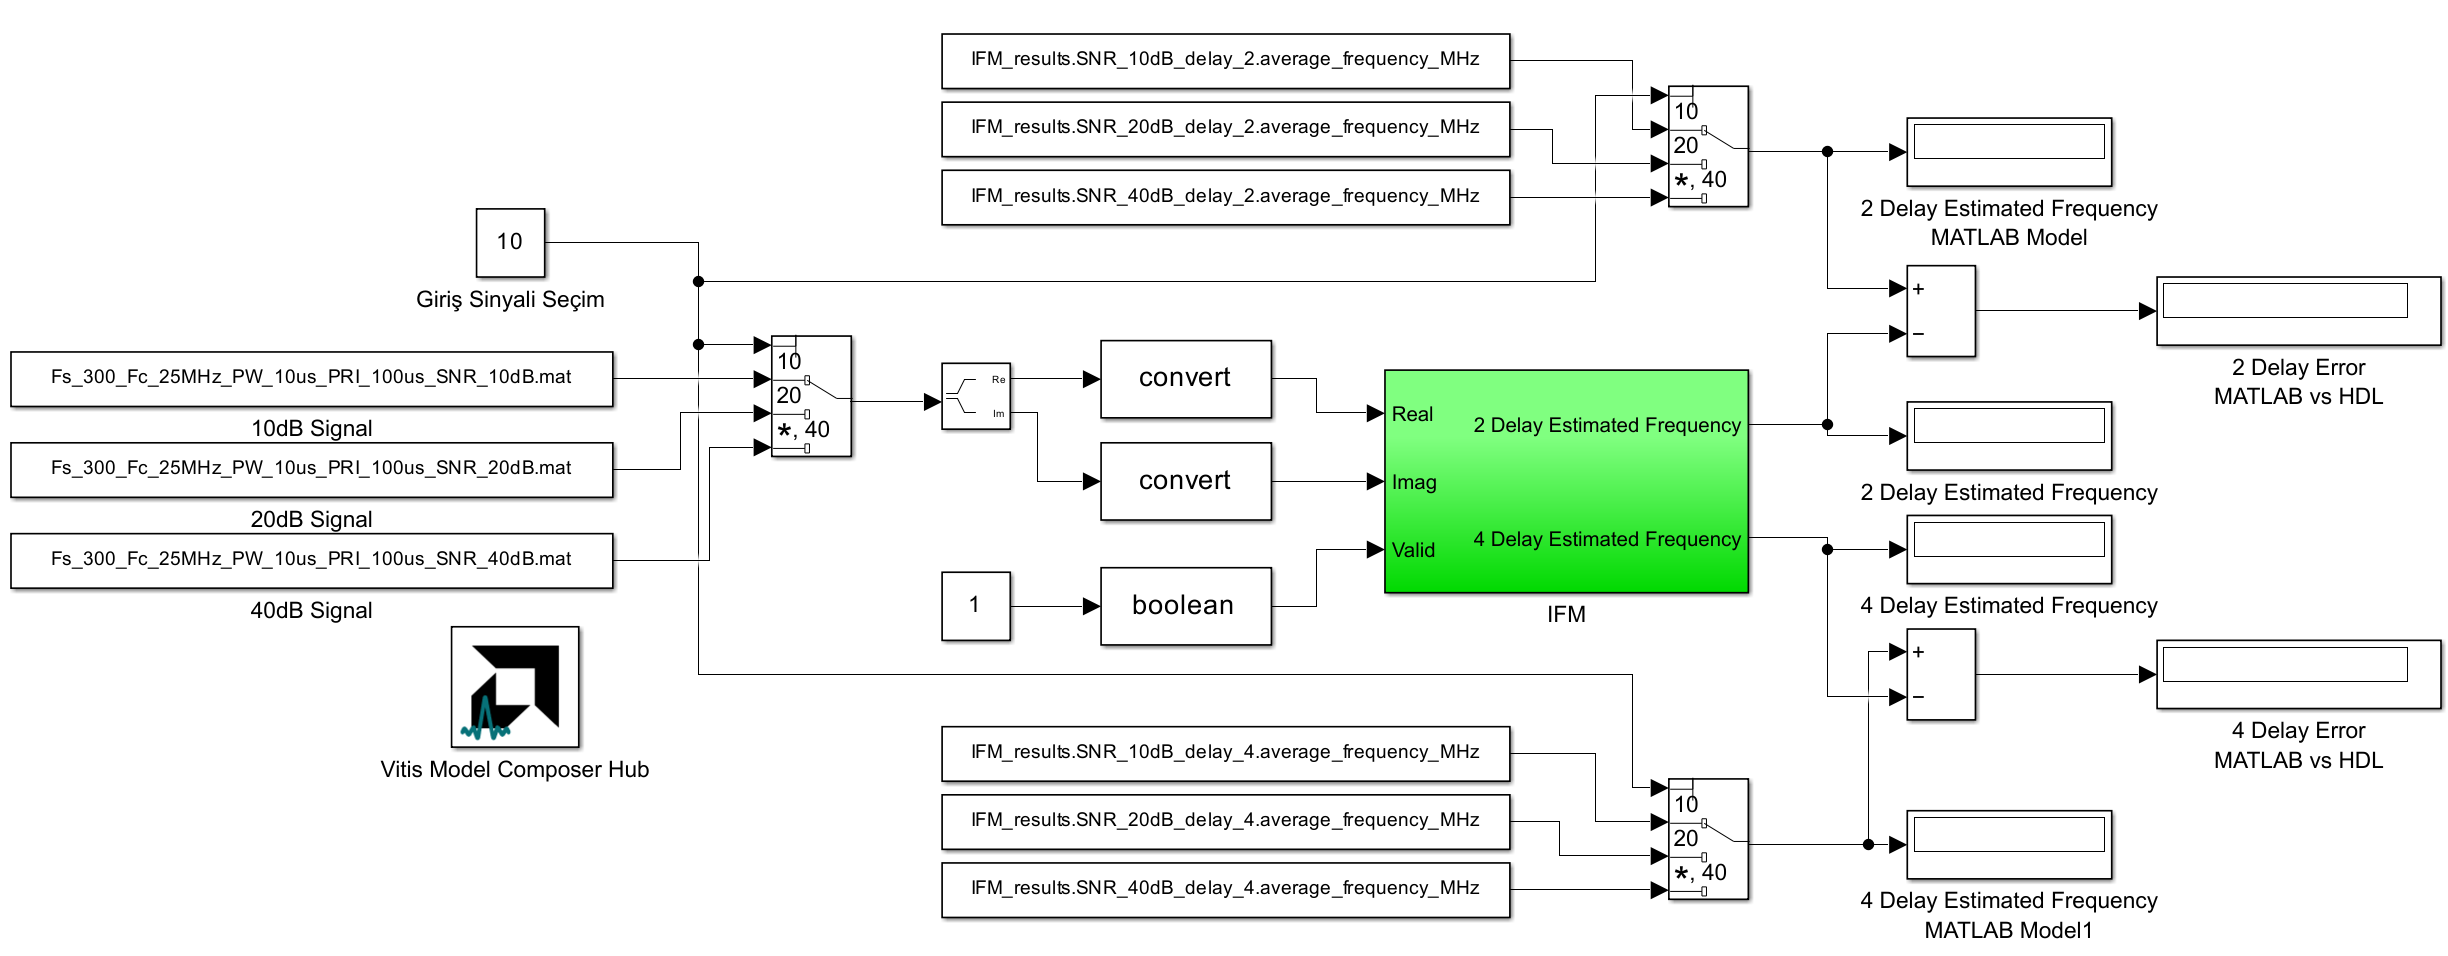 IFM_results.SNR_10dB_delay_2.average_frequency_MHz
IFM_results.SNR_20dB_delay_2.average_frequency_MHz
IFM_results.SNR_40dB_delay_2.average_frequency_MHz
10
20
*, 40
2 Delay Estimated Frequency
MATLAB Model
10
Giriş Sinyali Seçim
+
−
2 Delay Error
MATLAB vs HDL
Fs_300_Fc_25MHz_PW_10us_PRI_100us_SNR_10dB.mat
10dB Signal
Fs_300_Fc_25MHz_PW_10us_PRI_100us_SNR_20dB.mat
20dB Signal
Fs_300_Fc_25MHz_PW_10us_PRI_100us_SNR_40dB.mat
40dB Signal
10
20
*, 40
Re
Im
convert
convert
1
boolean
Real
Imag
Valid
2 Delay Estimated Frequency
4 Delay Estimated Frequency
IFM
2 Delay Estimated Frequency
4 Delay Estimated Frequency
+
−
4 Delay Error
MATLAB vs HDL
Vitis Model Composer Hub
IFM_results.SNR_10dB_delay_4.average_frequency_MHz
IFM_results.SNR_20dB_delay_4.average_frequency_MHz
IFM_results.SNR_40dB_delay_4.average_frequency_MHz
10
20
*, 40
4 Delay Estimated Frequency
MATLAB Model1